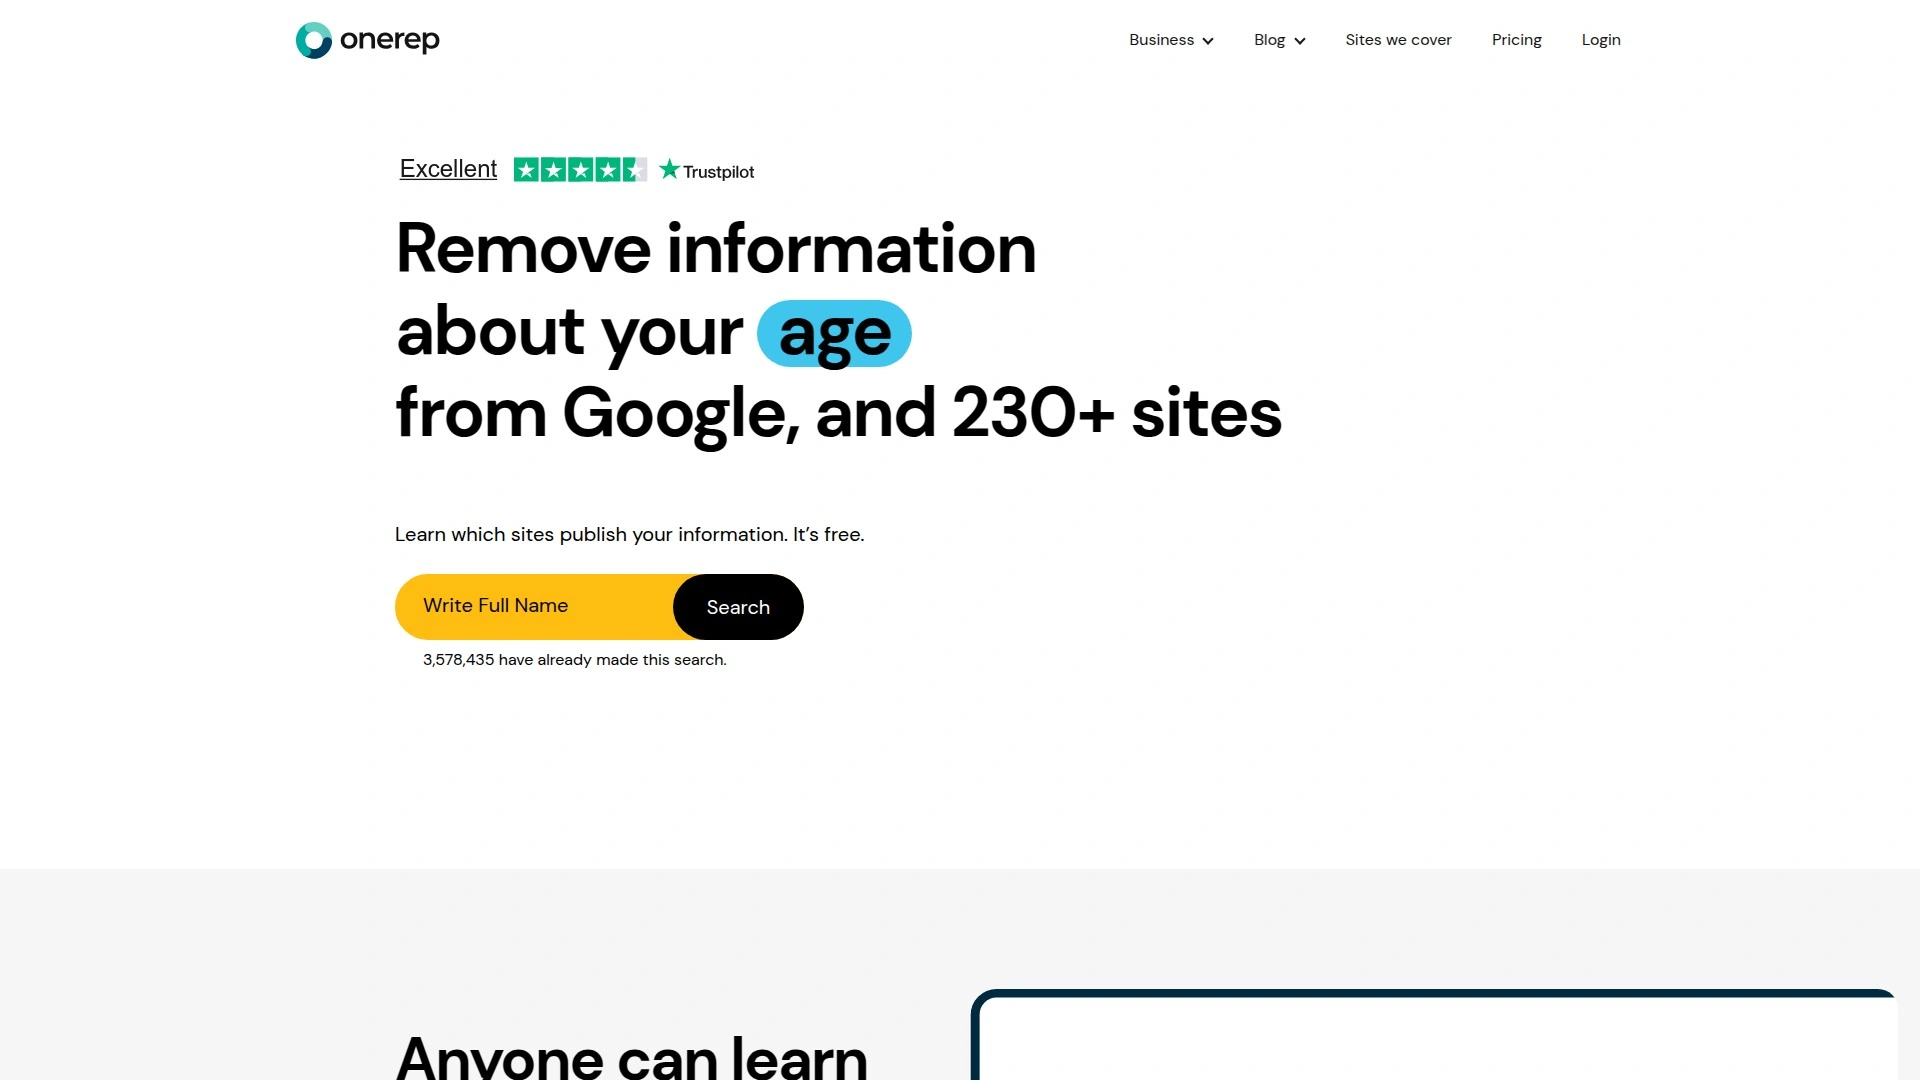 onerep
Business
Blog
Sites we cover
Pricing
Login
Excellent
Trustpilot
Remove information
about your age
from Google, and 230+ sites
Learn which sites publish your information. It’s free.
Write Full Name
Search
3,578,435 have already made this search.
Anyone can learn